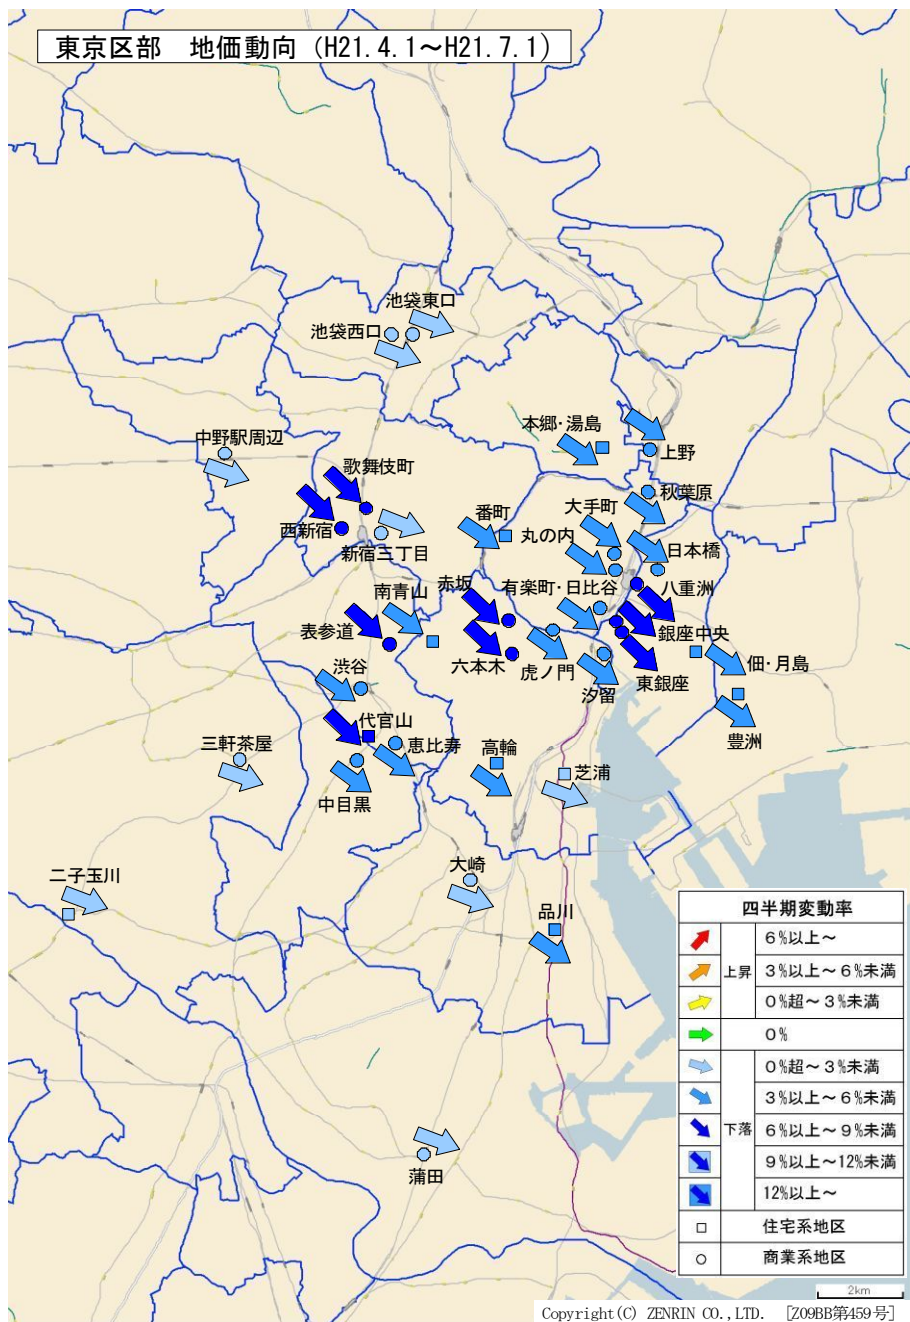 東京区部　地価動向（H21.4.1～H21.7.1）
池袋東口
池袋西口
本郷・湯島
上野
中野駅周辺
歌舞伎町
秋葉原
大手町
番町
西新宿
丸の内
新宿三丁目
日本橋
赤坂
有楽町・日比谷
八重洲
南青山
表参道
銀座中央
六本木
虎ノ門
佃・月島
渋谷
東銀座
汐留
代官山
豊洲
三軒茶屋
恵比寿
高輪
芝浦
中目黒
大崎
二子玉川
品川
蒲田
四半期変動率
上昇
６%以上～
３%以上～６%未満
０%超～３%未満
０%
下落
０%超～３%未満
３%以上～６%未満
６%以上～９%未満
９%以上～12%未満
12%以上～
住宅系地区
商業系地区
2km
Copyright(C) ZENRIN CO.,LTD. [Z09BB第459号]